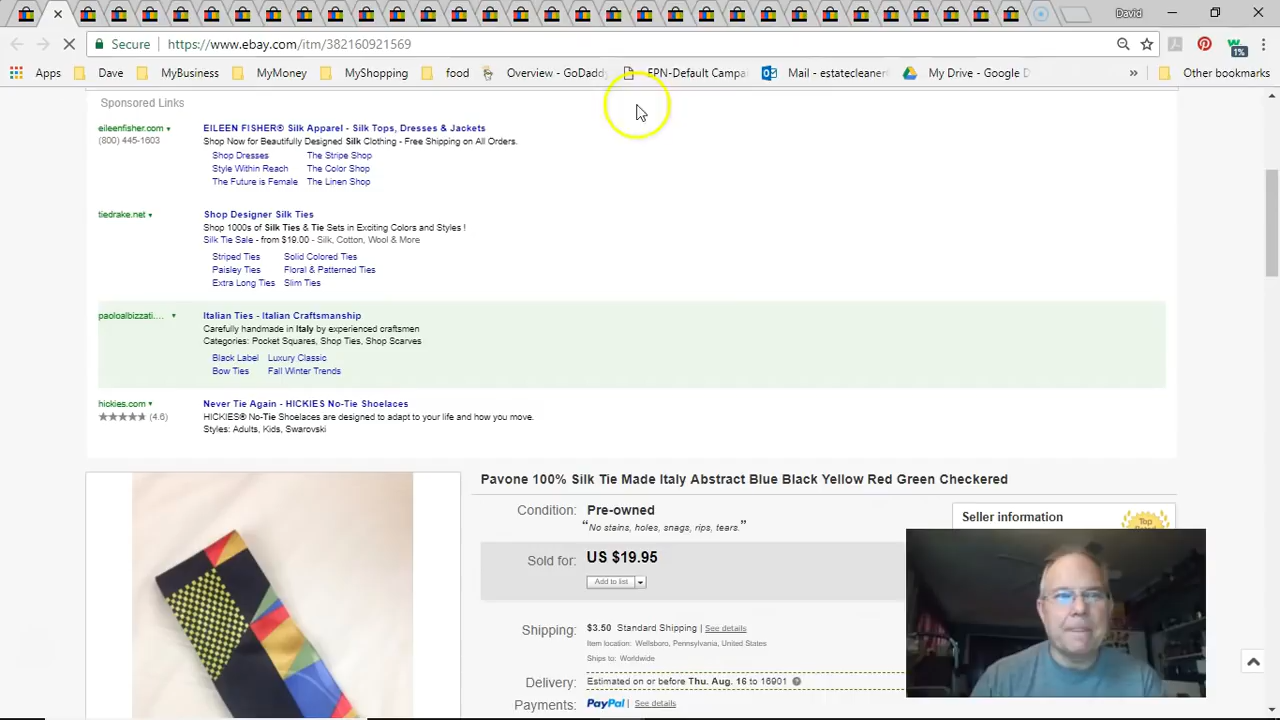 David
Secure
https://www.ebay.com/itm/382160921569
1%
Apps Dave MyBusiness MyMoney MyShopping food Overview - GoDadd EPN-Default Campai Mail - estatecleaner My Drive - Google D » Other bookmarks
Sponsored Links
eileenfisher.com
EILEEN FISHER® Silk Apparel - Silk Tops, Dresses & Jackets
(800) 445-1603
Shop Now for Beautifully Designed Silk Clothing - Free Shipping on All Orders.
Shop Dresses The Stripe Shop
Style Within Reach The Color Shop
The Future is Female The Linen Shop
tiedrake.net
Shop Designer Silk Ties
Shop 1000s of Silk Ties & Tie Sets in Exciting Colors and Styles !
Silk Tie Sale - from $19.00 - Silk, Cotton, Wool & More
Striped Ties Solid Colored Ties
Paisley Ties Floral & Patterned Ties
Extra Long Ties Slim Ties
paoloalbizzati....
Italian Ties - Italian Craftsmanship
Carefully handmade in Italy by experienced craftsmen
Categories: Pocket Squares, Shop Ties, Shop Scarves
Black Label Luxury Classic
Bow Ties Fall Winter Trends
hickies.com
Never Tie Again - HICKIES No-Tie Shoelaces
(4.6)
HICKIES® No-Tie Shoelaces are designed to adapt to your life and how you move.
Styles: Adults, Kids, Swarovski
Pavone 100% Silk Tie Made Italy Abstract Blue Black Yellow Red Green Checkered
Condition: Pre-owned
"No stains, holes, snags, rips, tears."
Seller information
Top
Sold for: US $19.95
Add to list
Shipping: $3.50 Standard Shipping | See details
Item location: Wellsboro, Pennsylvania, United States
Ships to: Worldwide
Delivery: Estimated on or before Thu. Aug. 16 to 16901
Payments: PayPal | See details